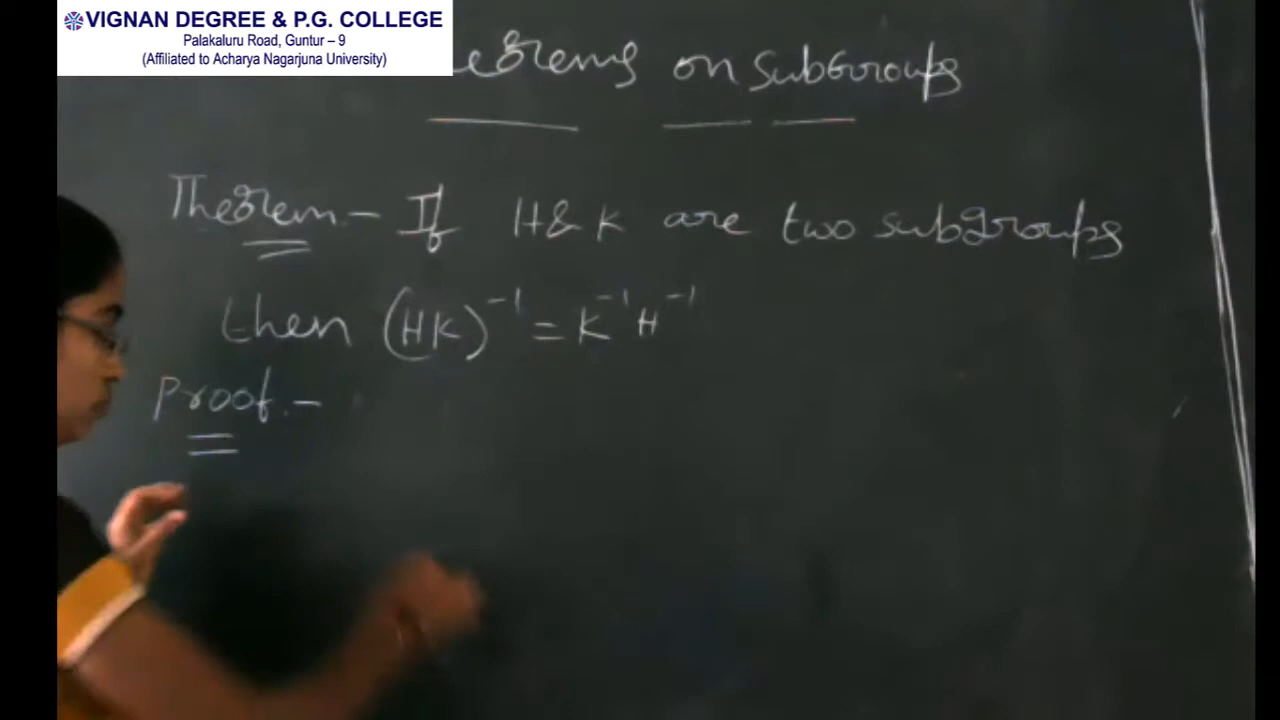 VIGNAN DEGREE & P.G. COLLEGE
Palakaluru Road, Guntur – 9
(Affiliated to Acharya Nagarjuna University)
eorems on subgroups
Theorem - If H & K are two subgroups
then (HK)⁻¹ = K⁻¹ H⁻¹
Proof. -